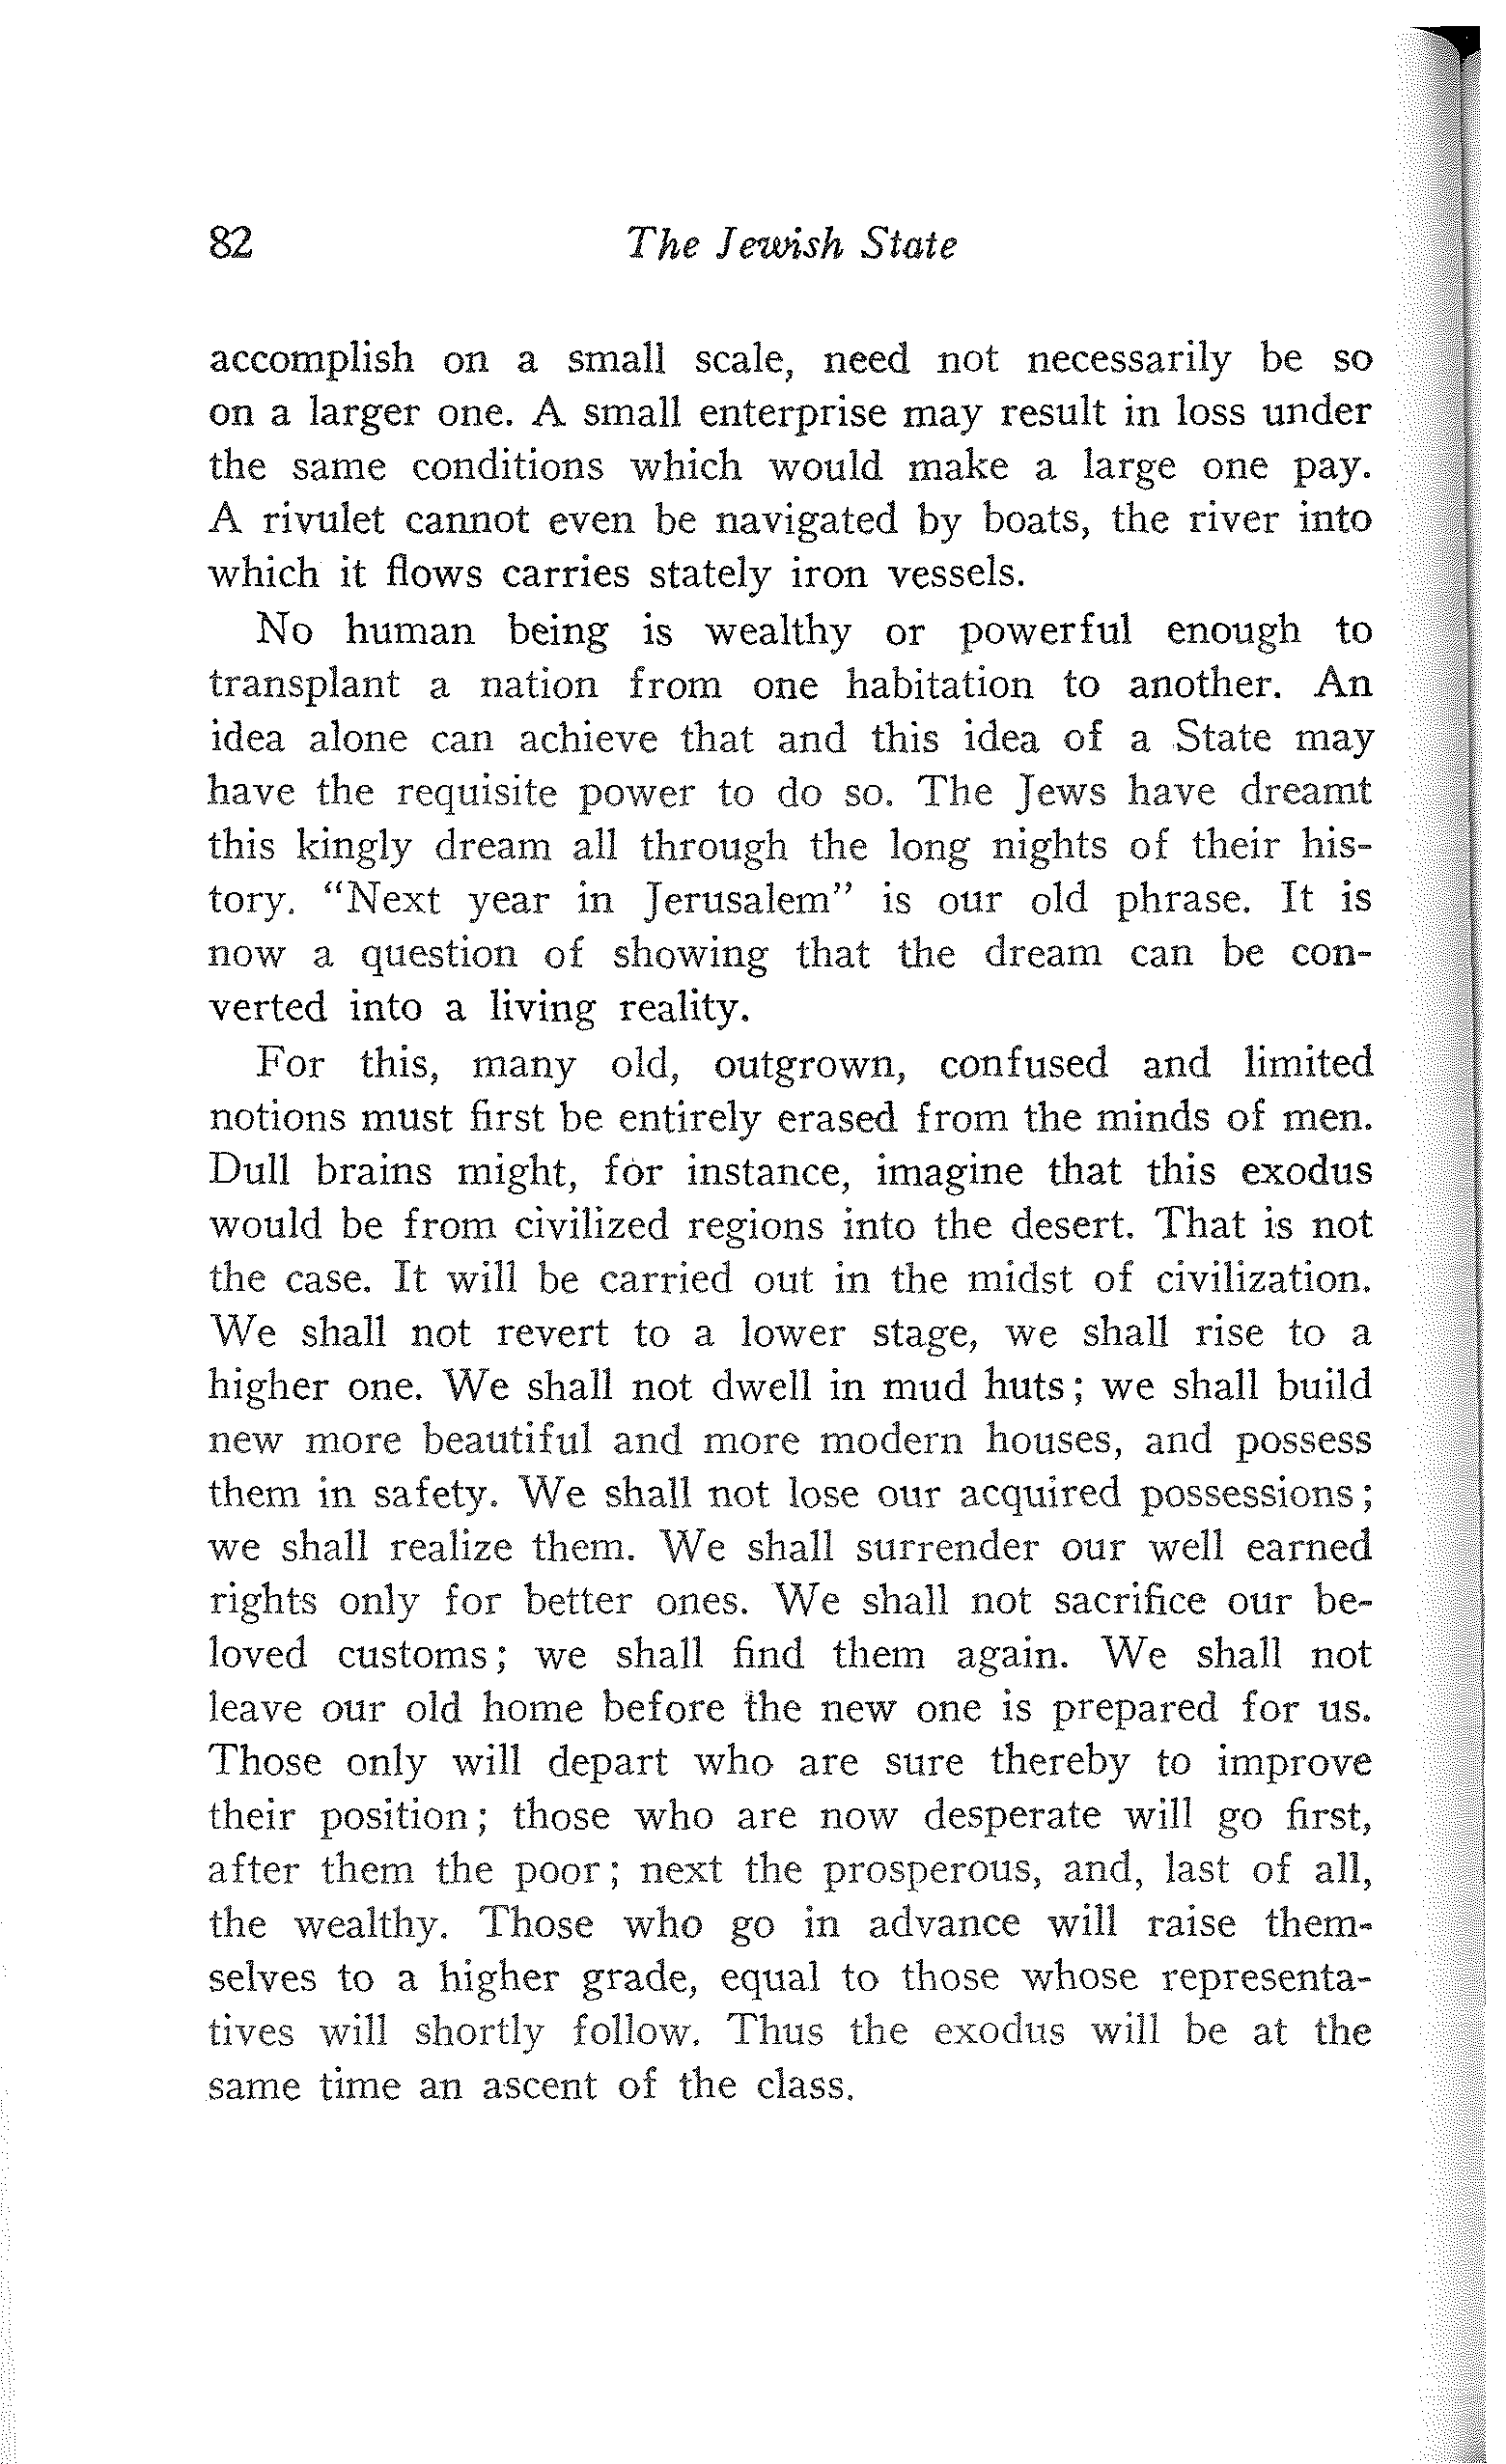 82 The Jewish State
accomplish on a small scale, need not necessarily be so
on a larger one. A small enterprise may result in loss under
the same conditions which would make a large one pay.
A rivulet cannot even be navigated by boats, the river into
which it flows carries stately iron vessels.
No human being is wealthy or powerful enough to
transplant a nation from one habitation to another. An
idea alone can achieve that and this idea of a State may
have the requisite power to do so. The Jews have dreamt
this kingly dream all through the long nights of their his-
tory. "Next year in Jerusalem" is our old phrase. It is
now a question of showing that the dream can be con-
verted into a living reality.
For this, many old, outgrown, confused and limited
notions must first be entirely erased from the minds of men.
Dull brains might, for instance, imagine that this exodus
would be from civilized regions into the desert. That is not
the case. It will be carried out in the midst of civilization.
We shall not revert to a lower stage, we shall rise to a
higher one. We shall not dwell in mud huts; we shall build
new more beautiful and more modern houses, and possess
them in safety. We shall not lose our acquired possessions;
we shall realize them. We shall surrender our well earned
rights only for better ones. We shall not sacrifice our be-
loved customs; we shall find them again. We shall not
leave our old home before the new one is prepared for us.
Those only will depart who are sure thereby to improve
their position; those who are now desperate will go first,
after them the poor; next the prosperous, and, last of all,
the wealthy. Those who go in advance will raise them-
selves to a higher grade, equal to those whose representa-
tives will shortly follow. Thus the exodus will be at the
same time an ascent of the class.